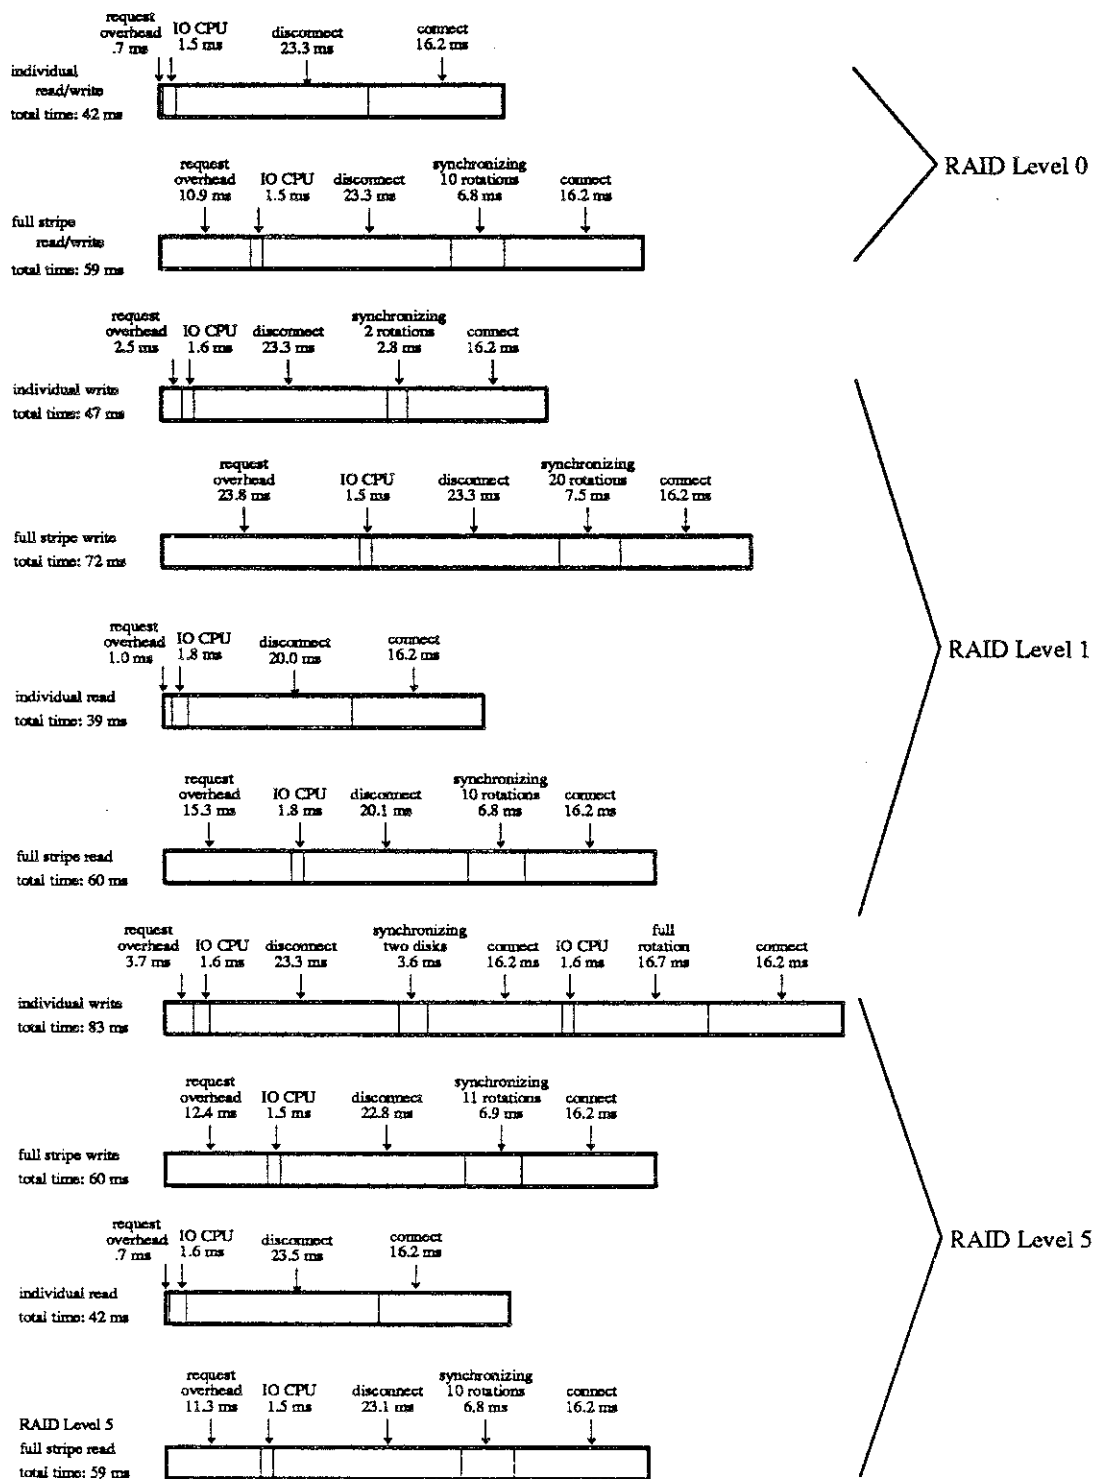 request
overhead IO CPU disconnect connect
.7 ms 1.5 ms 23.3 ms 16.2 ms
individual
read/write
total time: 42 ms
RAID Level 0
request synchronizing
overhead IO CPU disconnect 10 rotations connect
10.9 ms 1.5 ms 23.3 ms 6.8 ms 16.2 ms
full stripe
read/write
total time: 59 ms
request synchronizing
overhead IO CPU disconnect 2 rotations connect
2.5 ms 1.6 ms 23.3 ms 2.8 ms 16.2 ms
individual write
total time: 47 ms
request synchronizing
overhead IO CPU disconnect 20 rotations connect
23.8 ms 1.5 ms 23.3 ms 7.5 ms 16.2 ms
full stripe write
total time: 72 ms
RAID Level 1
request
overhead IO CPU disconnect connect
1.0 ms 1.8 ms 20.0 ms 16.2 ms
individual read
total time: 39 ms
request synchronizing
overhead IO CPU disconnect 10 rotations connect
15.3 ms 1.8 ms 20.1 ms 6.8 ms 16.2 ms
full stripe read
total time: 60 ms
request synchronizing full
overhead IO CPU disconnect two disks connect IO CPU rotation connect
3.7 ms 1.6 ms 23.3 ms 3.6 ms 16.2 ms 1.6 ms 16.7 ms 16.2 ms
individual write
total time: 83 ms
request synchronizing
overhead IO CPU disconnect 11 rotations connect
12.4 ms 1.5 ms 22.8 ms 6.9 ms 16.2 ms
full stripe write
total time: 60 ms
request
overhead IO CPU disconnect connect
.7 ms 1.6 ms 23.5 ms 16.2 ms
RAID Level 5
individual read
total time: 42 ms
request synchronizing
overhead IO CPU disconnect 10 rotations connect
11.3 ms 1.5 ms 23.1 ms 6.8 ms 16.2 ms
RAID Level 5
full stripe read
total time: 59 ms